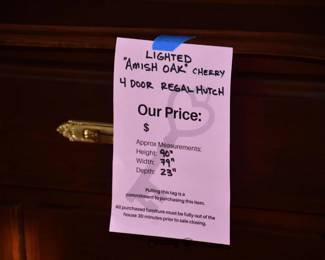 LIGHTED
"AMISH OAK" CHERRY
4 DOOR REGAL HUTCH
Our Price:
$
Approx Measurements:
Height: 90"
Width: 79"
Depth: 23"
Pulling this tag is a
commitment to purchasing this item.
All purchased furniture must be fully out of the
house 30 minutes prior to sale closing.